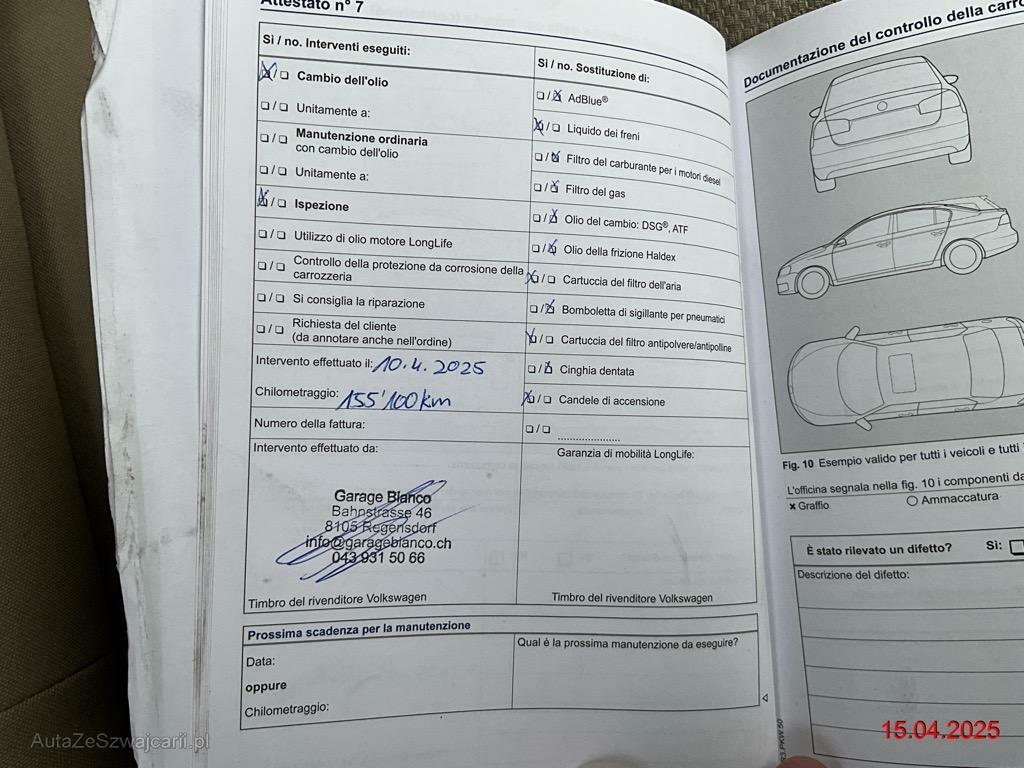 Attestato n° 7
Sì / no. Interventi eseguiti:
❏ / ❏ Cambio dell'olio
❏ / ❏ Unitamente a:
❏ / ❏ Manutenzione ordinaria
con cambio dell'olio
❏ / ❏ Unitamente a:
❏ / ❏ Ispezione
❏ / ❏ Utilizzo di olio motore LongLife
❏ / ❏ Controllo della protezione da corrosione della
carrozzeria
❏ / ❏ Si consiglia la riparazione
❏ / ❏ Richiesta del cliente
(da annotare anche nell'ordine)
Intervento effettuato il: 10.4.2025
Chilometraggio: 155'100 km
Numero della fattura:
Intervento effettuato da:
Garage Bianco
Bahnstrasse 46
8105 Regensdorf
info@garagebianco.ch
043 931 50 66
Timbro del rivenditore Volkswagen
Sì / no. Sostituzione di:
❏ / ❏ AdBlue®
❏ / ❏ Liquido dei freni
❏ / ❏ Filtro del carburante per i motori diesel
❏ / ❏ Filtro del gas
❏ / ❏ Olio del cambio: DSG®, ATF
❏ / ❏ Olio della frizione Haldex
❏ / ❏ Cartuccia del filtro dell'aria
❏ / ❏ Bomboletta di sigillante per pneumatici
❏ / ❏ Cartuccia del filtro antipolvere/antipolline
❏ / ❏ Cinghia dentata
❏ / ❏ Candele di accensione
❏ / ❏ ....................
Garanzia di mobilità LongLife:
Timbro del rivenditore Volkswagen
Prossima scadenza per la manutenzione
Data:
oppure
Chilometraggio:
Qual è la prossima manutenzione da eseguire?
Documentazione del controllo della carro
Fig. 10 Esempio valido per tutti i veicoli e tutti
L'officina segnala nella fig. 10 i componenti da
× Graffio
○ Ammaccatura
È stato rilevato un difetto? Sì: ❏
Descrizione del difetto:
15.04.2025
AutaZeSzwajcarii.pl